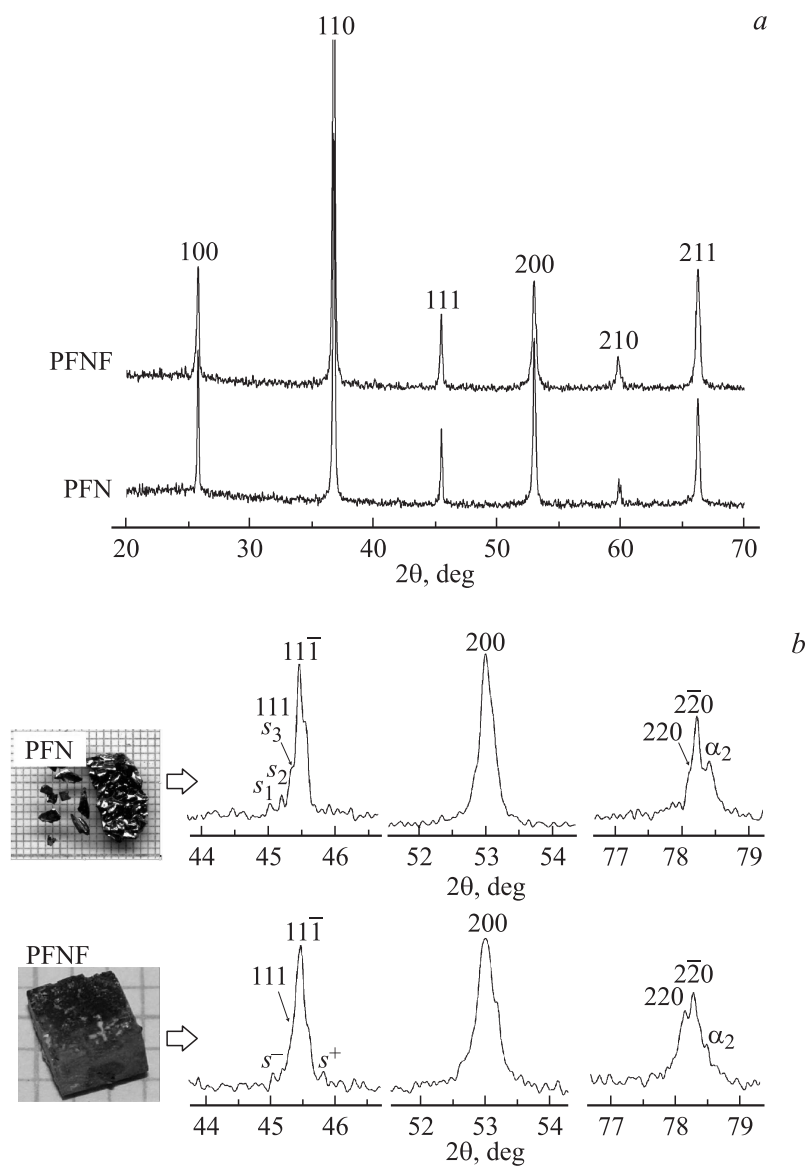 a
110
100
111
200
210
211
PFNF
PFN
20 30 40 50 60 70
2θ, deg
b
PFN
111̅
111
s₃
s₂
s₁
200
22̅0
220
α₂
44 45 46 52 53 54 77 78 79
2θ, deg
PFNF
111̅
111
s⁻
s⁺
200
22̅0
220
α₂
44 45 46 52 53 54 77 78 79
2θ, deg